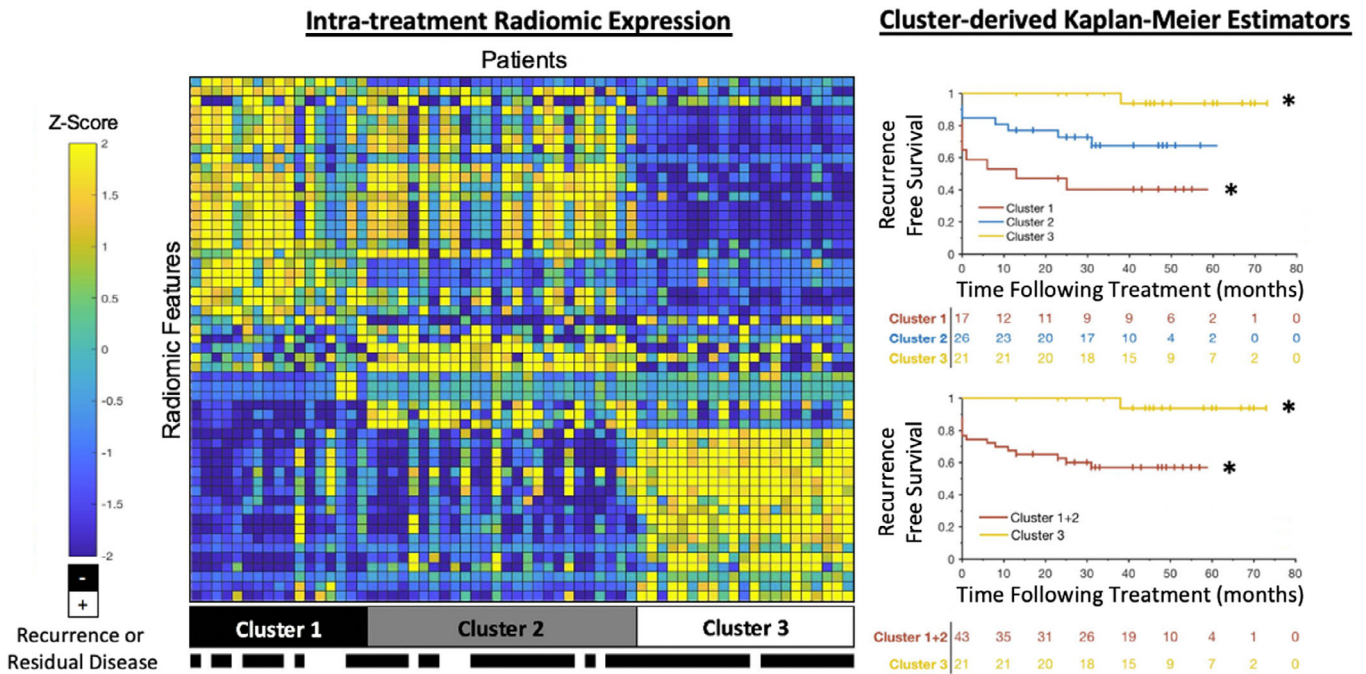 Intra-treatment Radiomic Expression
Patients
Z-Score
2
1.5
1
0.5
0
-0.5
-1
-1.5
-2
-
+
Recurrence or
Residual Disease
Radiomic Features
Cluster 1 Cluster 2 Cluster 3
Cluster-derived Kaplan-Meier Estimators
Recurrence
Free Survival
1
0.8
0.6
0.4
0.2
0
*
*
Cluster 1
Cluster 2
Cluster 3
0 10 20 30 40 50 60 70 80
Time Following Treatment (months)
Cluster 1 17 12 11 9 9 6 2 1 0
Cluster 2 26 23 20 17 10 4 2 0 0
Cluster 3 21 21 20 18 15 9 7 2 0
Recurrence
Free Survival
1
0.8
0.6
0.4
0.2
0
*
*
Cluster 1+2
Cluster 3
0 10 20 30 40 50 60 70 80
Time Following Treatment (months)
Cluster 1+2 43 35 31 26 19 10 4 1 0
Cluster 3 21 21 20 18 15 9 7 2 0